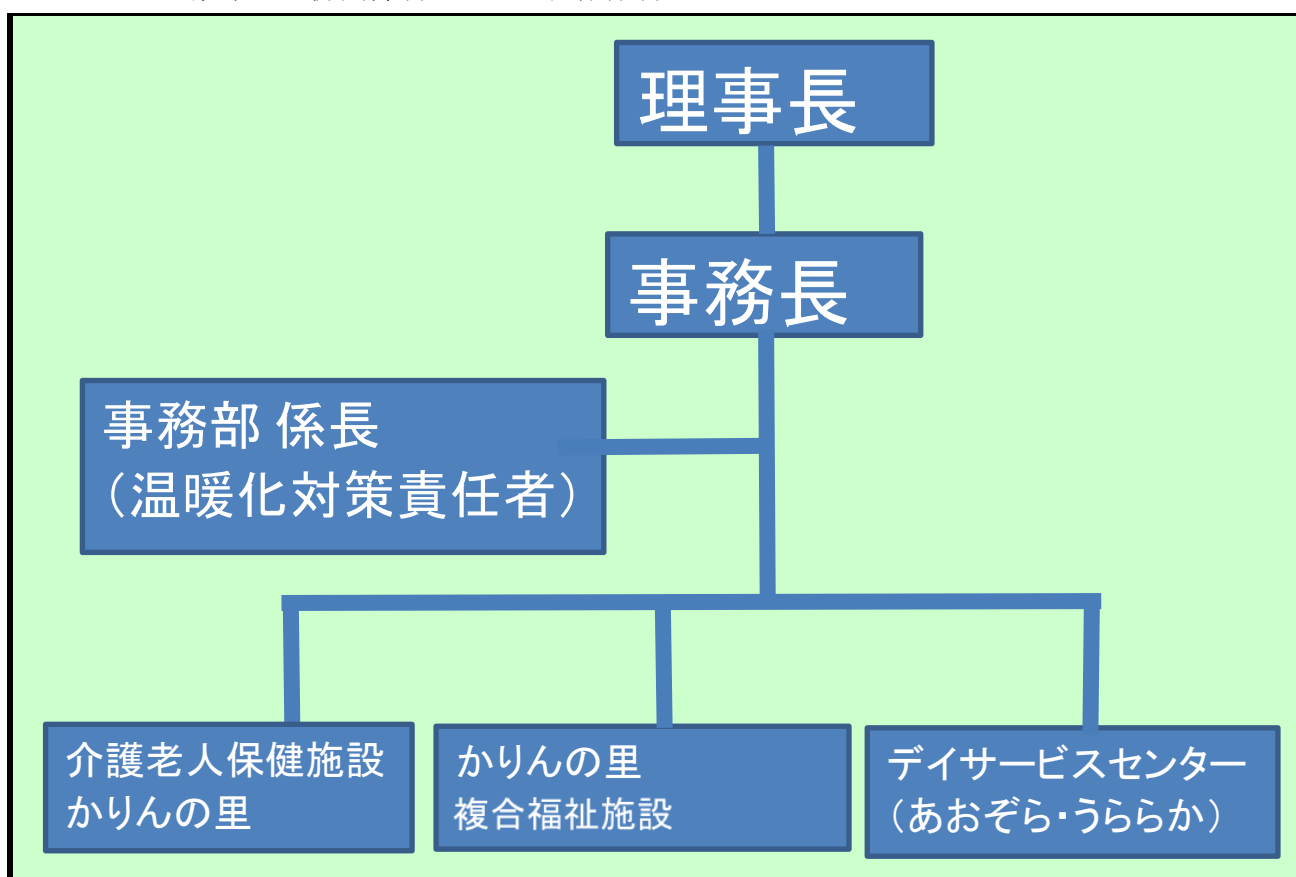 理事長
事務長
事務部 係長
（温暖化対策責任者）
介護老人保健施設
かりんの里
かりんの里
複合福祉施設
デイサービスセンター
（あおぞら・うららか）